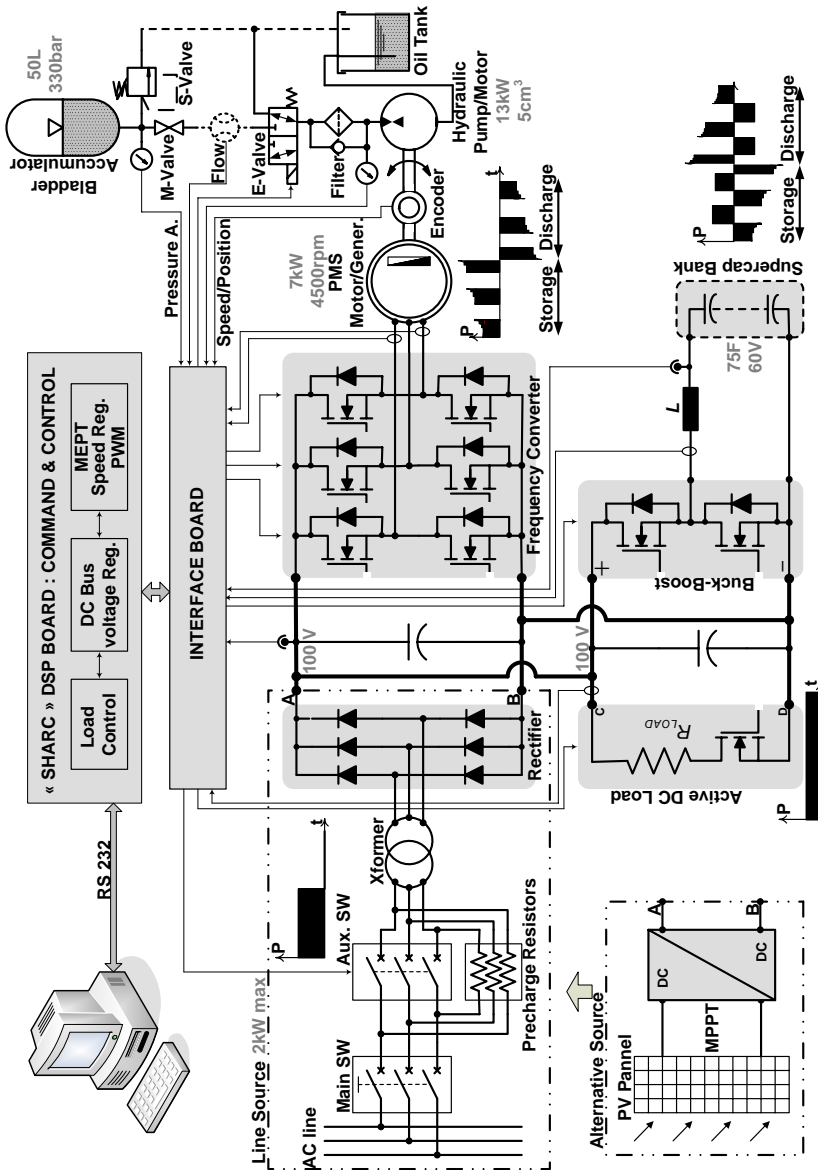 « SHARC » DSP BOARD : COMMAND & CONTROL
Load
Control
DC Bus
voltage Reg.
MEPT
Speed Reg.
PWM
RS 232
INTERFACE BOARD
Pressure A.
Speed/Position
Bladder
Accumulator
50L
330bar
M-Valve
S-Valve
Flow
E-Valve
Filter
Oil Tank
Hydraulic
Pump/Motor
13kW
5cm³
Encoder
7kW
4500rpm
PMS
Motor/Gener.
P
t
Storage
Discharge
Line Source 2kW max
AC line
Main SW
Aux. SW
Precharge Resistors
P
t
Xformer
Rectifier
A
B
100 V
Frequency Converter
Alternative Source
PV Pannel
MPPT
DC
DC
A
B
P
t
Active DC Load
R LOAD
C
D
100 V
+
–
Buck-Boost
L
75F
60V
Supercap Bank
P
t
Storage
Discharge